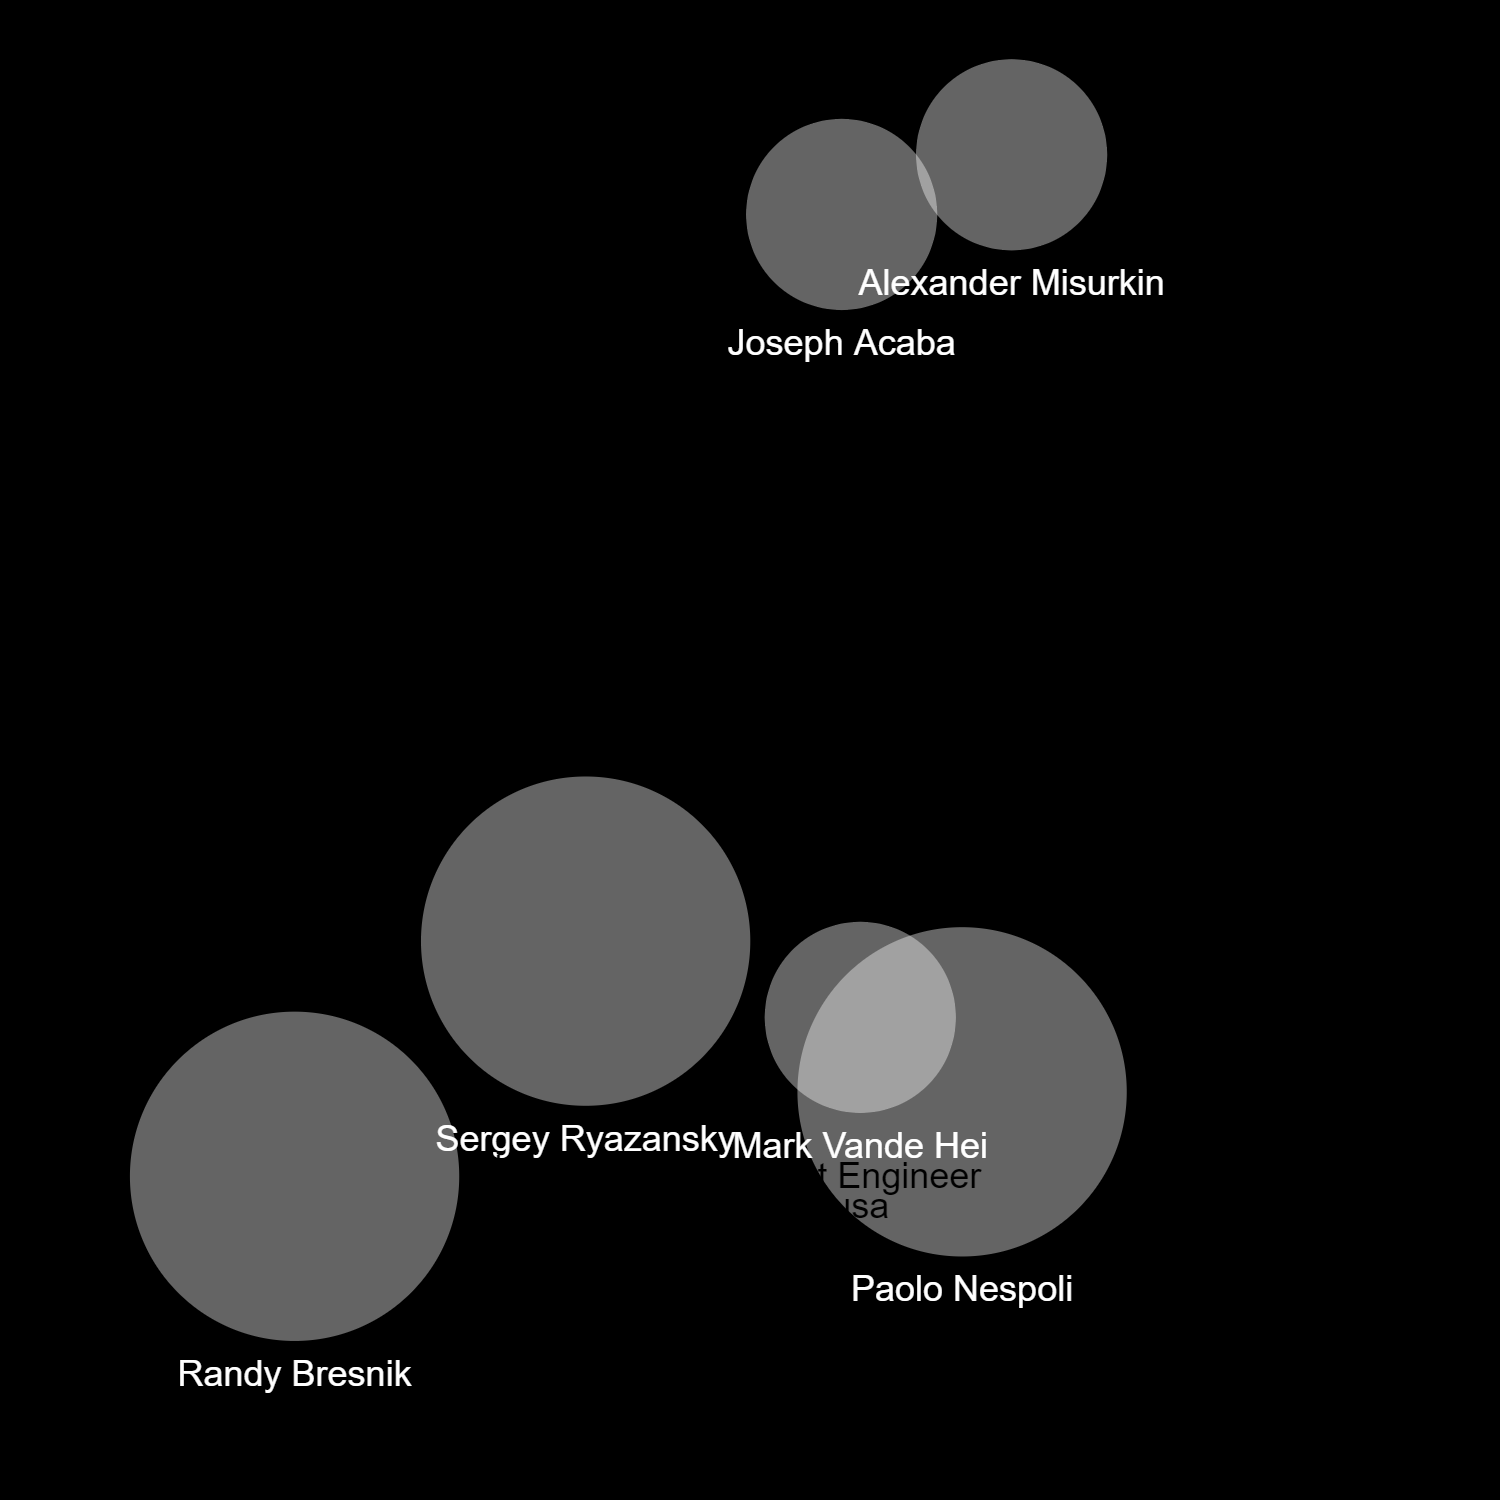 Alexander Misurkin
Joseph Acaba
Sergey Ryazansky
Mark Vande Hei
Engineer
usa
Paolo Nespoli
Randy Bresnik